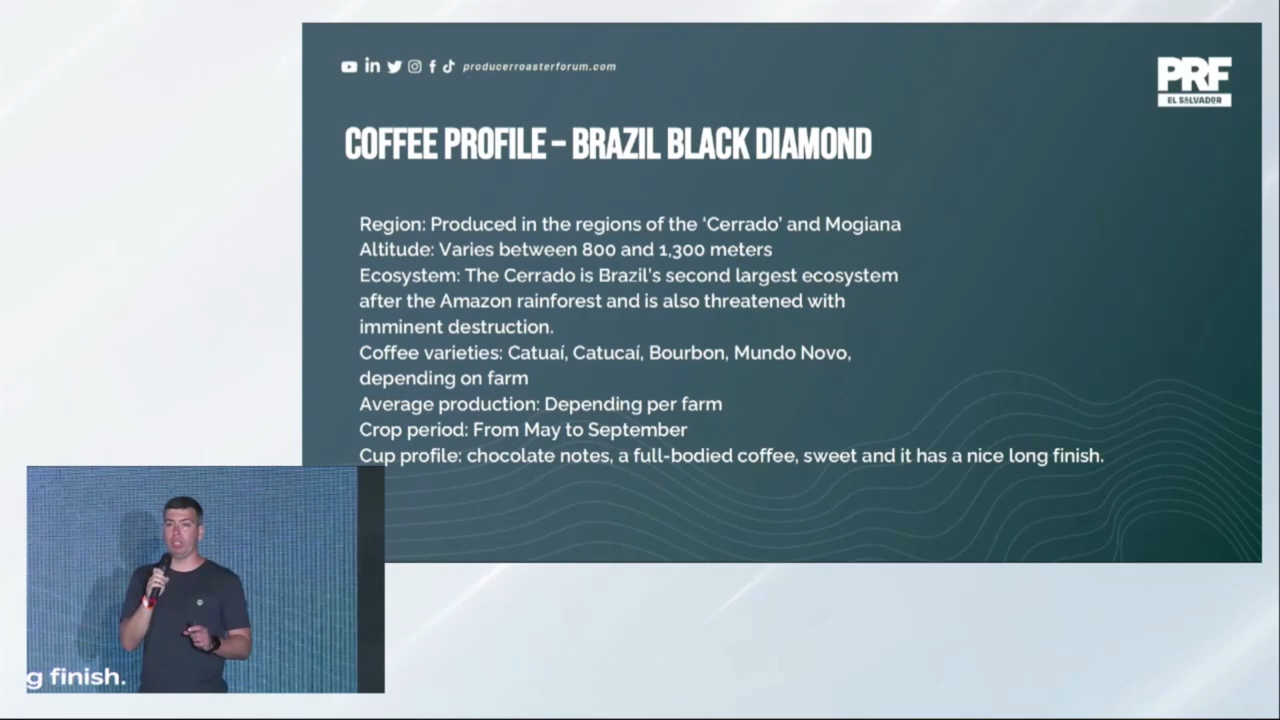 producerroasterforum.com
PRF
EL SALVADOR
COFFEE PROFILE – BRAZIL BLACK DIAMOND
Region: Produced in the regions of the ‘Cerrado’ and Mogiana
Altitude: Varies between 800 and 1,300 meters
Ecosystem: The Cerrado is Brazil's second largest ecosystem
after the Amazon rainforest and is also threatened with
imminent destruction.
Coffee varieties: Catuaí, Catucaí, Bourbon, Mundo Novo,
depending on farm
Average production: Depending per farm
Crop period: From May to September
Cup profile: chocolate notes, a full-bodied coffee, sweet and it has a nice long finish.
g finish.